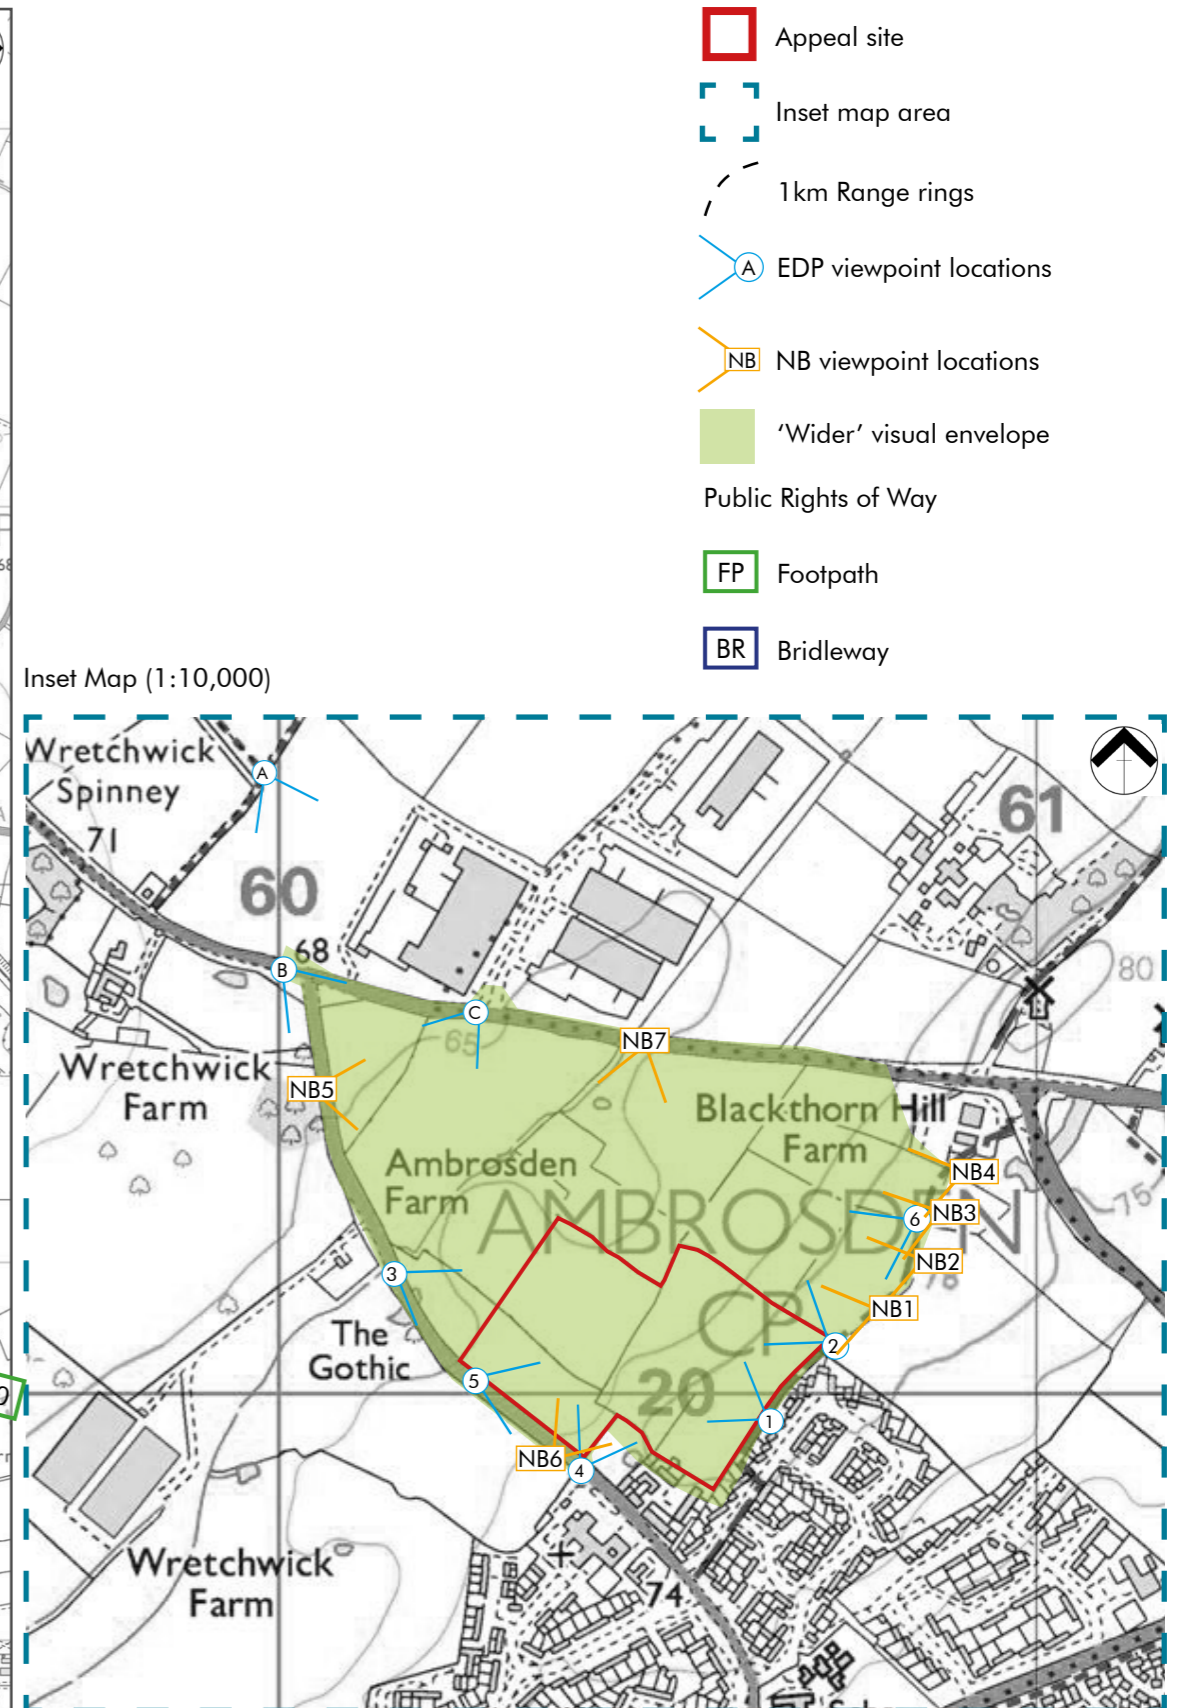 Appeal site
Inset map area
1km Range rings
A EDP viewpoint locations
NB NB viewpoint locations
‘Wider’ visual envelope
Public Rights of Way
FP Footpath
BR Bridleway
Inset Map (1:10,000)
Wretchwick
Spinney
71
A
60
61
68
B
C
65
80
NB7
Wretchwick
Farm
NB5
Blackthorn Hill
Farm
Ambrosden
Farm
NB4
AMBROSDEN
CP
75
NB3
6
NB2
78
3
NB1
The
Gothic
2
5
20
1
NB6
4
Wretchwick
Farm
74